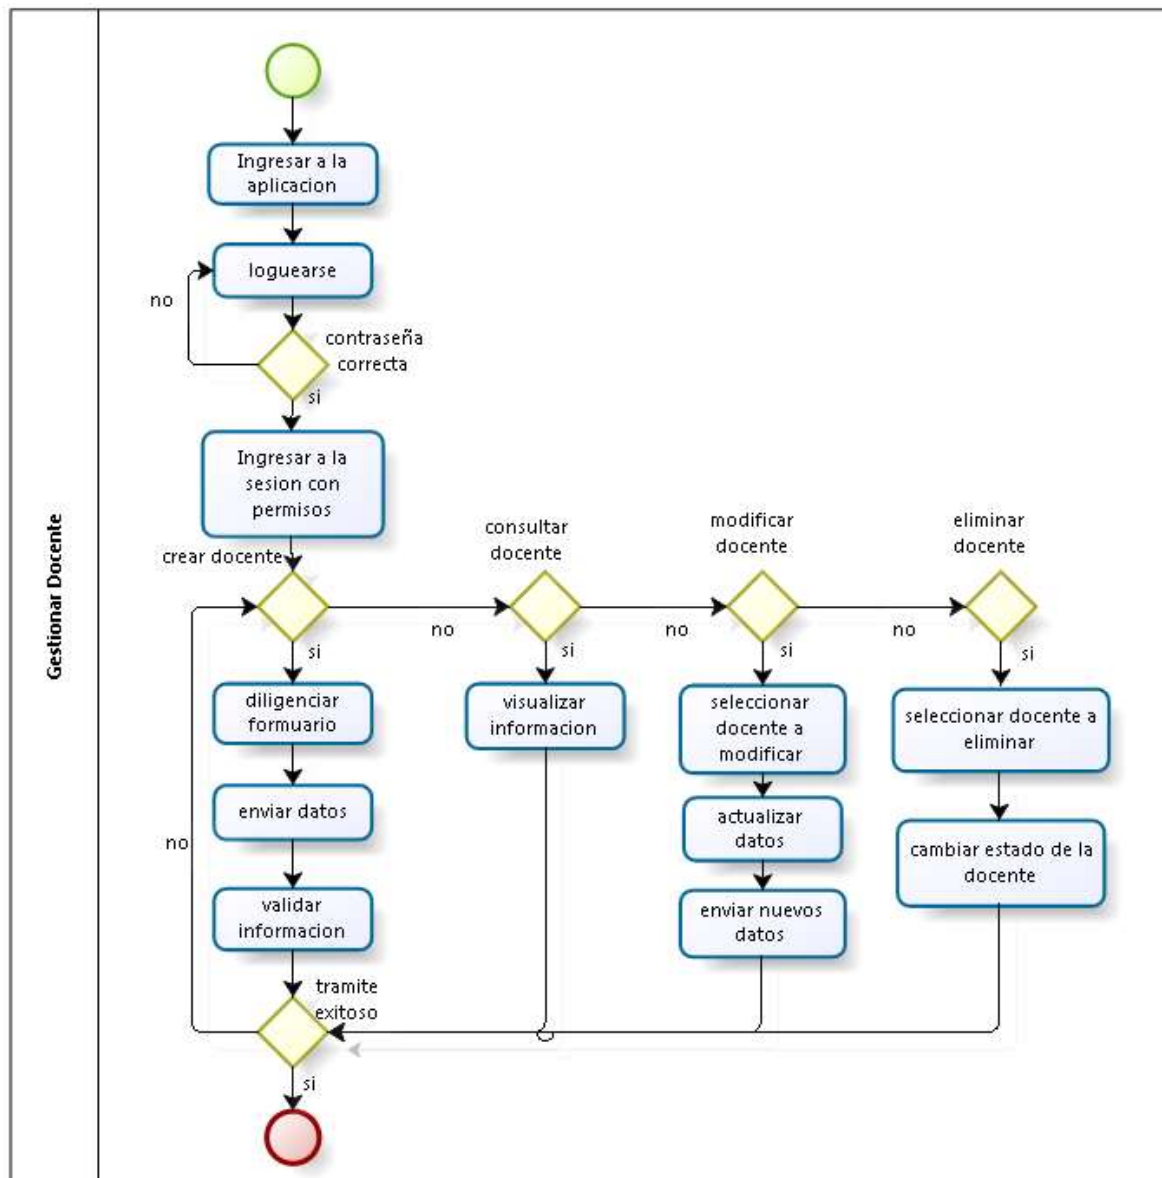 Gestionar Docente
Ingresar a la
aplicacion
loguearse
no
contraseña
correcta
si
Ingresar a la
sesion con
permisos
crear docente
consultar
docente
modificar
docente
eliminar
docente
no
no
no
si
si
si
si
diligenciar
formuario
visualizar
informacion
seleccionar
docente a
modificar
seleccionar docente a
eliminar
enviar datos
actualizar
datos
cambiar estado de la
docente
no
validar
informacion
enviar nuevos
datos
tramite
exitoso
si